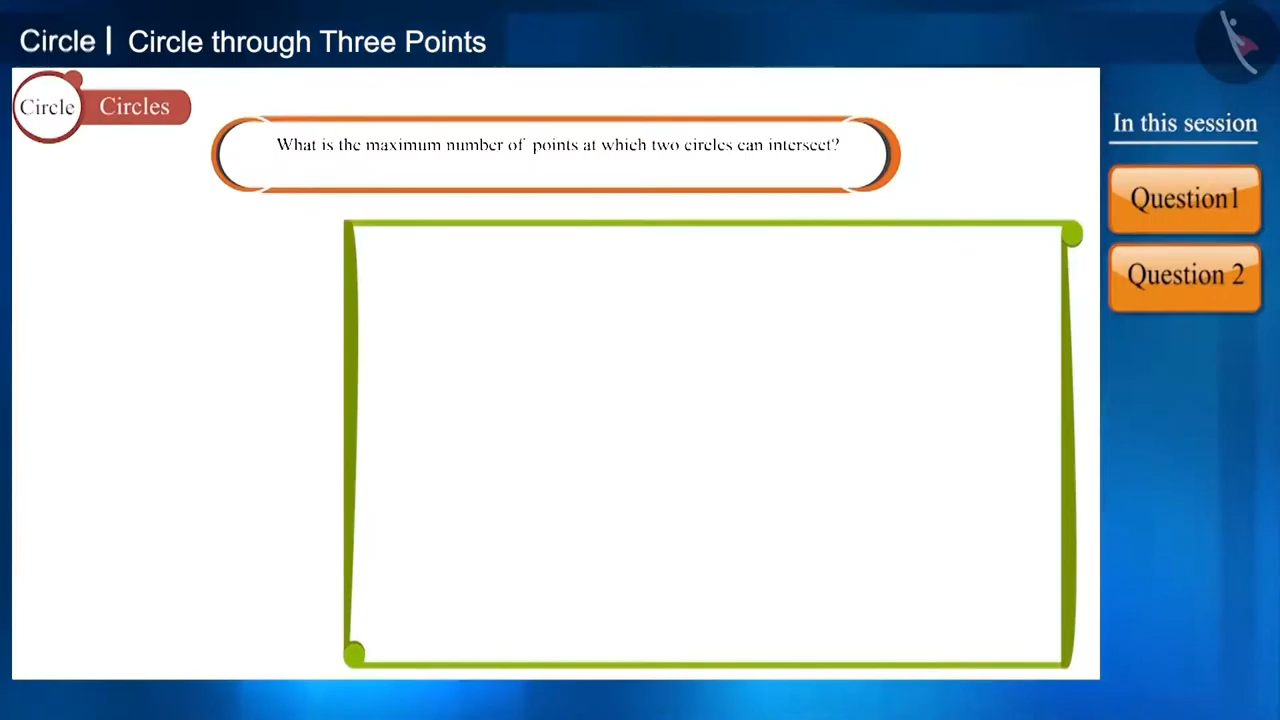 Circle | Circle through Three Points
Circle Circles
What is the maximum number of points at which two circles can intersect?
In this session
Question1
Question 2